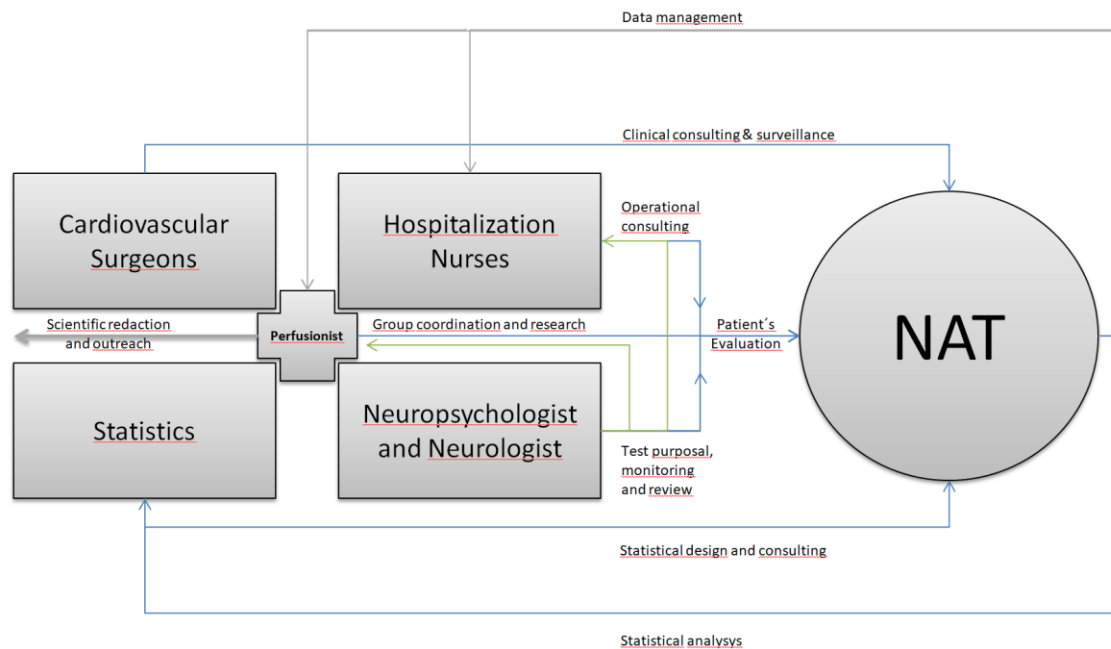 Data management
Clinical consulting & surveillance
Cardiovascular
Surgeons
Hospitalization
Nurses
Operational
consulting
Scientific redaction
and outreach
Perfusionist
Group coordination and research
Patient´s
Evaluation
NAT
Statistics
Neuropsychologist
and Neurologist
Test purposal,
monitoring
and review
Statistical design and consulting
Statistical analysys